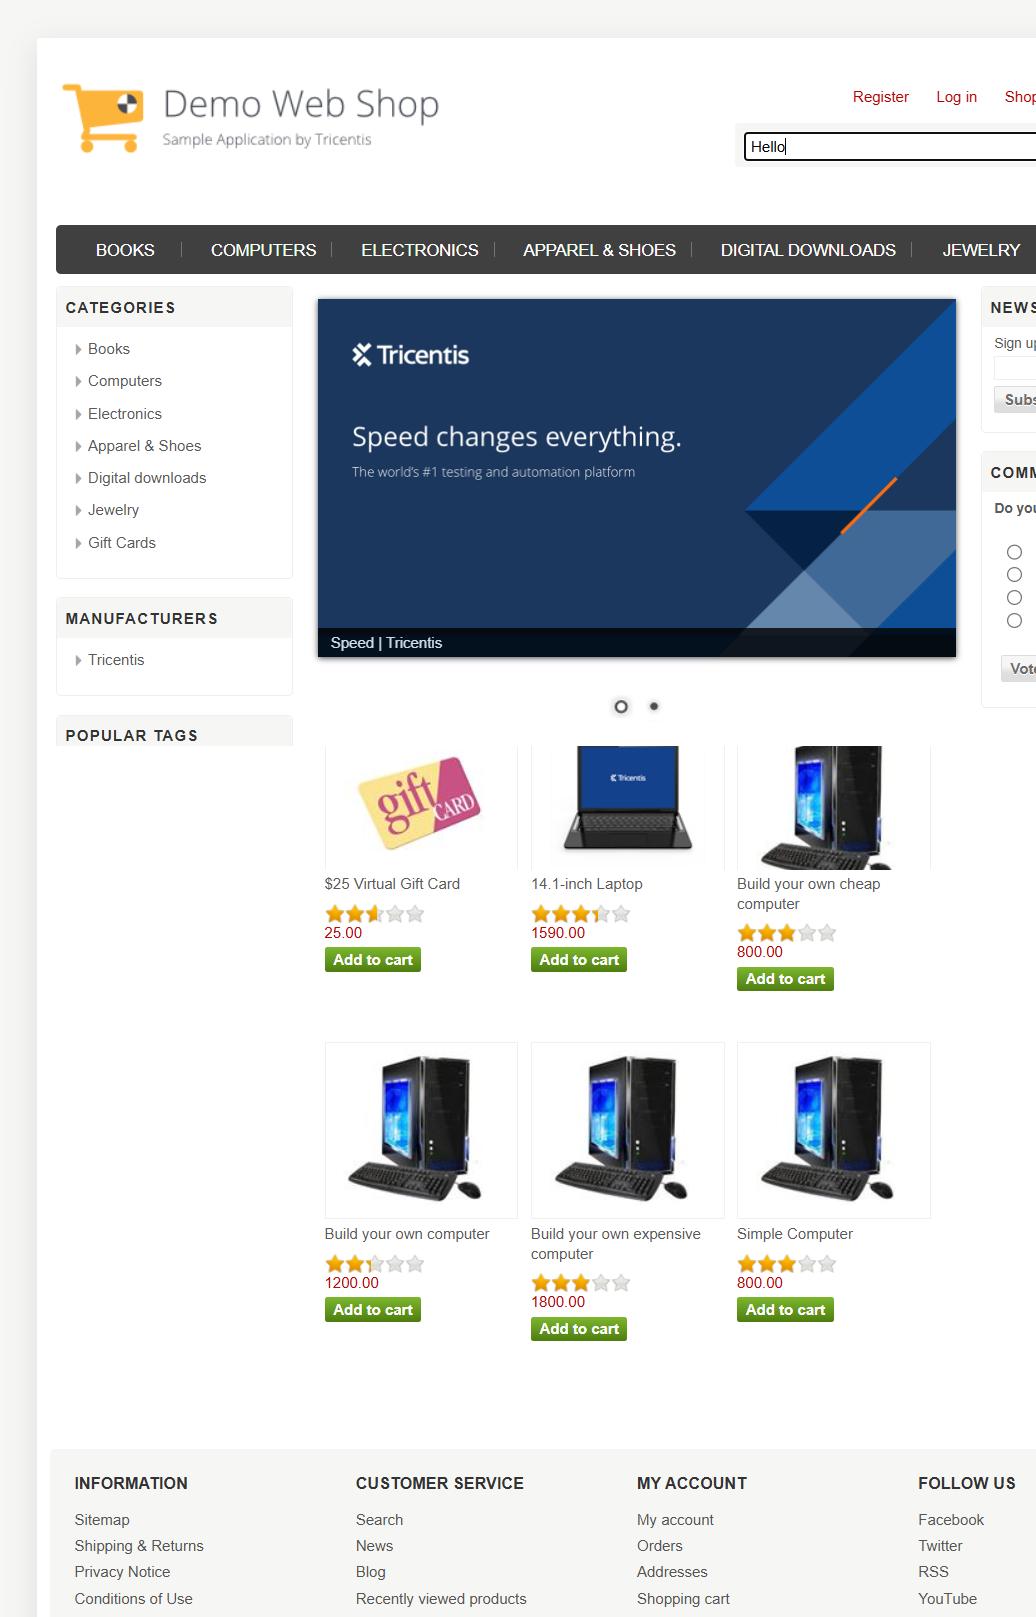 Demo Web Shop
Sample Application by Tricentis
Register Log in Shop
Hello
BOOKS COMPUTERS ELECTRONICS APPAREL & SHOES DIGITAL DOWNLOADS JEWELRY
CATEGORIES
Books
Computers
Electronics
Apparel & Shoes
Digital downloads
Jewelry
Gift Cards
MANUFACTURERS
Tricentis
POPULAR TAGS
Tricentis
Speed changes everything.
The world's #1 testing and automation platform
Speed | Tricentis
NEWS
Sign up
Subs
COMM
Do you
Vote
gift CARD
Tricentis
$25 Virtual Gift Card
25.00
Add to cart
14.1-inch Laptop
1590.00
Add to cart
Build your own cheap
computer
800.00
Add to cart
Build your own computer
1200.00
Add to cart
Build your own expensive
computer
1800.00
Add to cart
Simple Computer
800.00
Add to cart
INFORMATION
Sitemap
Shipping & Returns
Privacy Notice
Conditions of Use
CUSTOMER SERVICE
Search
News
Blog
Recently viewed products
MY ACCOUNT
My account
Orders
Addresses
Shopping cart
FOLLOW US
Facebook
Twitter
RSS
YouTube